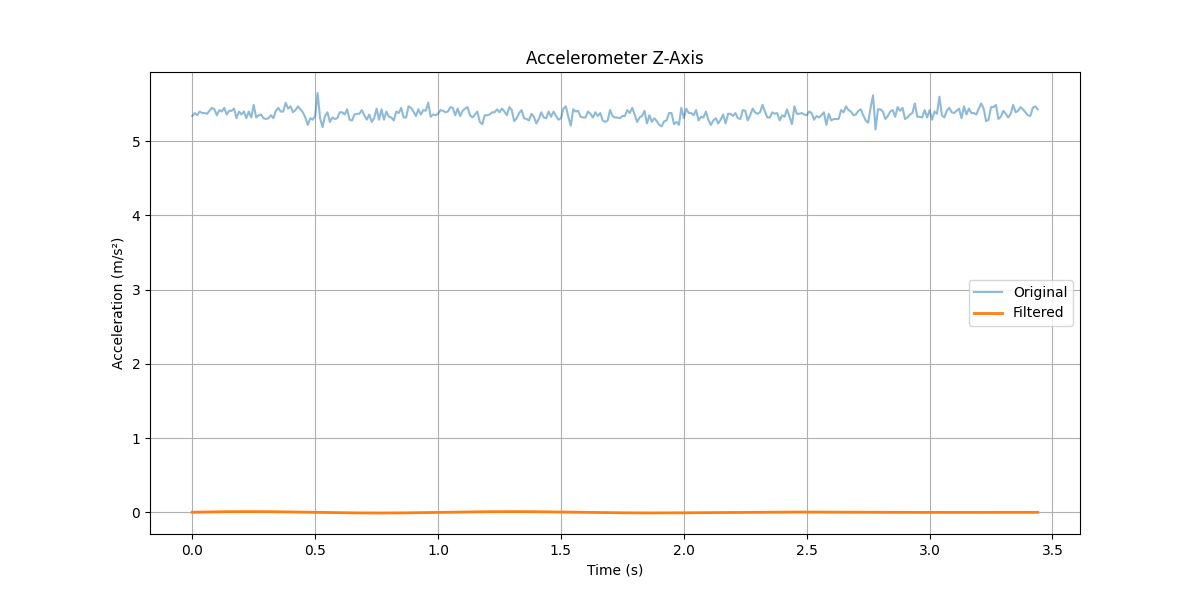 Accelerometer Z-Axis
Acceleration (m/s²)
5
4
3
2
1
0
Original
Filtered
0.0 0.5 1.0 1.5 2.0 2.5 3.0 3.5
Time (s)